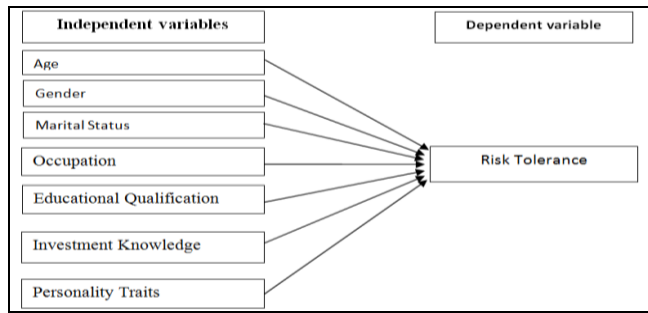 Independent variables
Dependent variable
Age
Gender
Marital Status
Occupation
Risk Tolerance
Educational Qualification
Investment Knowledge
Personality Traits